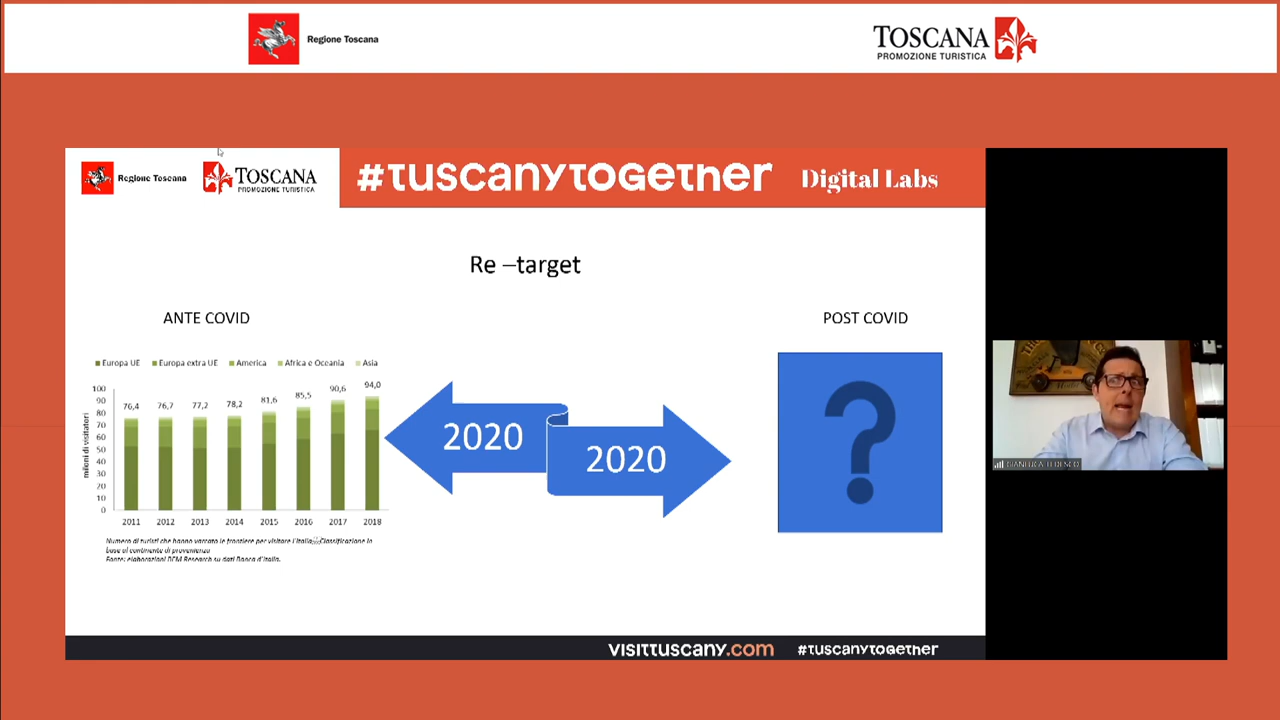 Regione Toscana
TOSCANA
PROMOZIONE TURISTICA
Regione Toscana
TOSCANA
PROMOZIONE TURISTICA
#TUSCANYTOGETHER
Digital Labs
Re –target
ANTE COVID
POST COVID
Europa UE Europa extra UE America Africa e Oceania Asia
milioni di visitatori
100
90
80
70
60
50
40
30
20
10
0
76,4 76,7 77,2 78,2 81,6 85,5 90,6 94,0
2011 2012 2013 2014 2015 2016 2017 2018
2020
2020
?
Numero di turisti che hanno varcato le frontiere per visitare l'Italia Classificazione in
base al continente di provenienza
Fonte: elaborazioni Research su dati Banca d'Italia.
GIANLUCA TEDESCO
VISITTUSCANY.COM
#TUSCANYTOGETHER